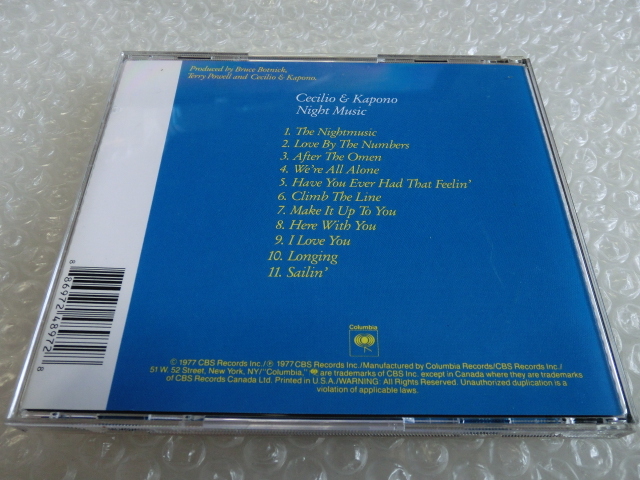 Produced by Bruce Botnick,
Terry Powell and Cecilio & Kapono.
Cecilio & Kapono
Night Music
1. The Nightmusic
2. Love By The Numbers
3. After The Omen
4. We're All Alone
5. Have You Ever Had That Feelin'
6. Climb The Line
7. Make It Up To You
8. Here With You
9. I Love You
10. Longing
11. Sailin'
8 86972 48972 8
Columbia
© 1977 CBS Records Inc./℗ 1977 CBS Records Inc./Manufactured by Columbia Records/CBS Records Inc./
51 W. 52 Street, New York, NY/"Columbia," are trademarks of CBS Inc. except in Canada where they are trademarks
of CBS Records Canada Ltd. Printed in U.S.A./WARNING: All Rights Reserved. Unauthorized duplication is a
violation of applicable laws.